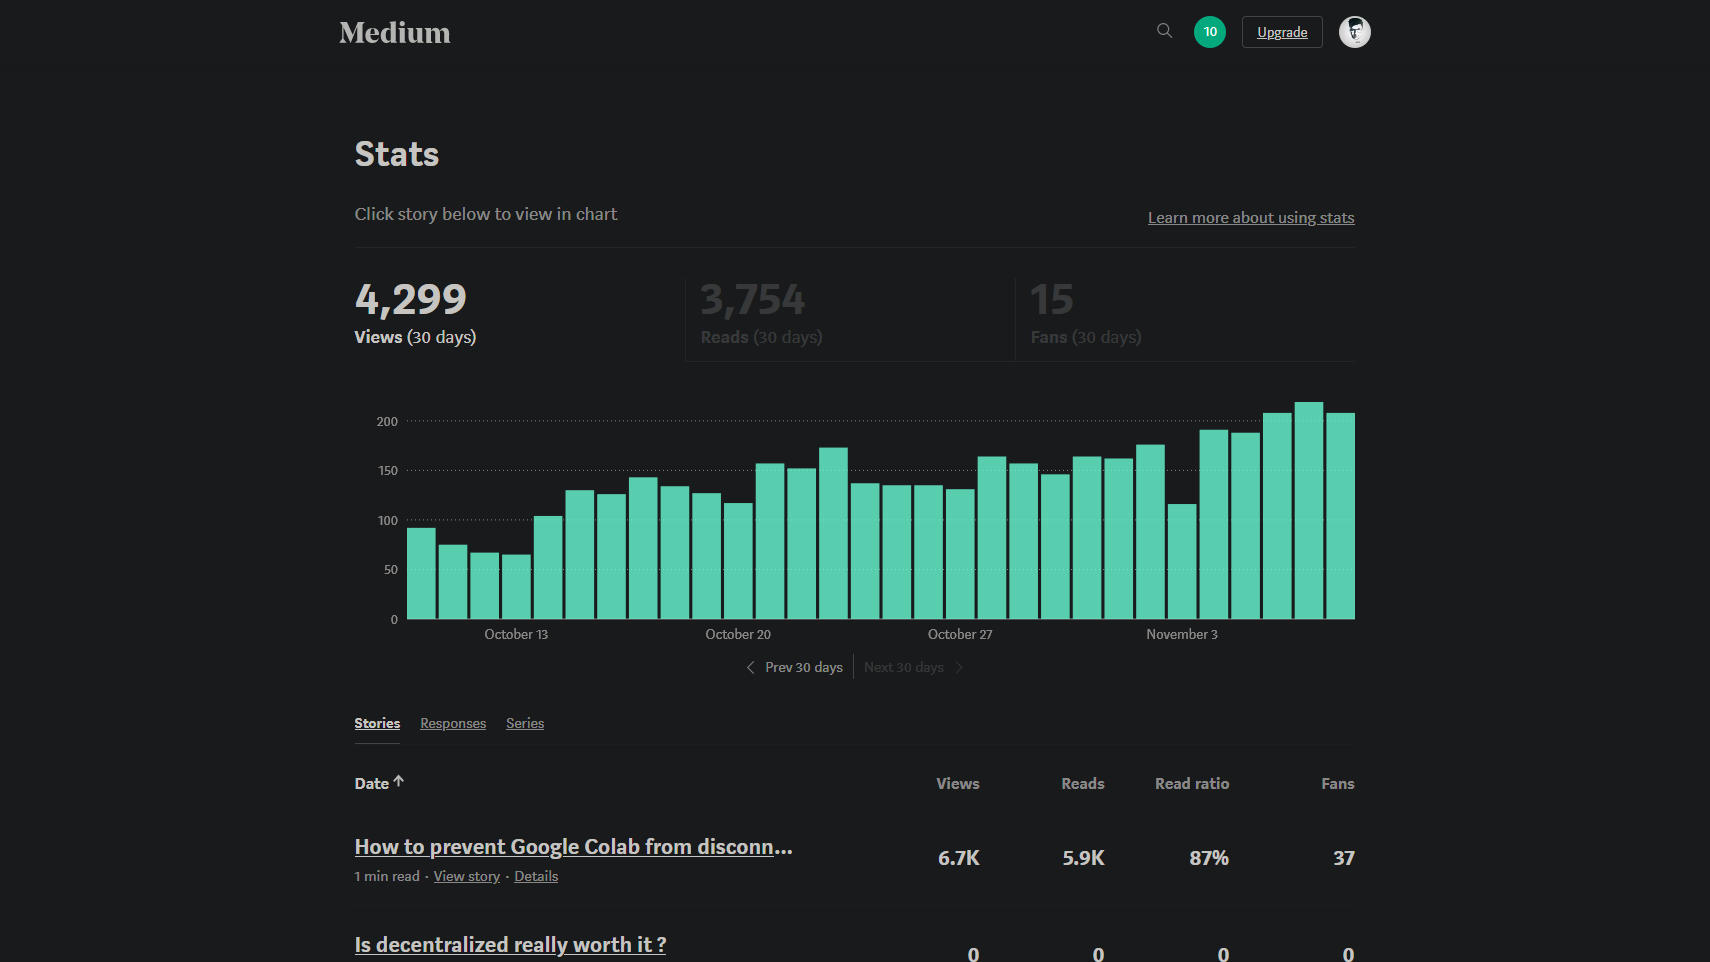 Medium
10
Upgrade
Stats
Click story below to view in chart
Learn more about using stats
4,299
Views (30 days)
3,754
Reads (30 days)
15
Fans (30 days)
200
150
100
50
0
October 13
October 20
October 27
November 3
Prev 30 days
Next 30 days
Stories Responses Series
Date Views Reads Read ratio Fans
How to prevent Google Colab from disconn...
6.7K 5.9K 87% 37
1 min read · View story · Details
Is decentralized really worth it ?
0 0 0 0